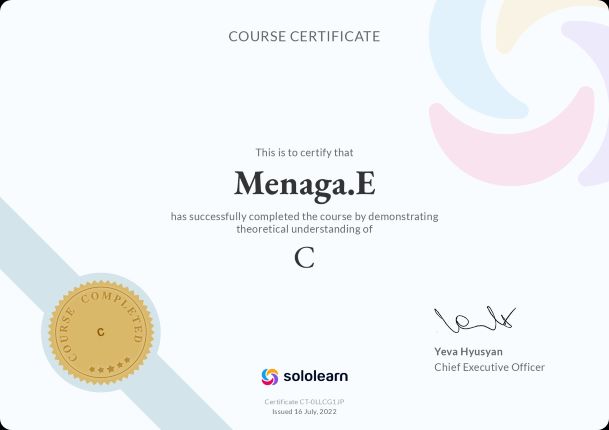 COURSE CERTIFICATE
This is to certify that
Menaga.E
has successfully completed the course by demonstrating
theoretical understanding of
C
COURSE COMPLETED
C
Yeva Hyusyan
Chief Executive Officer
sololearn
Certificate CT-0LLCG1JP
Issued 16 July, 2022